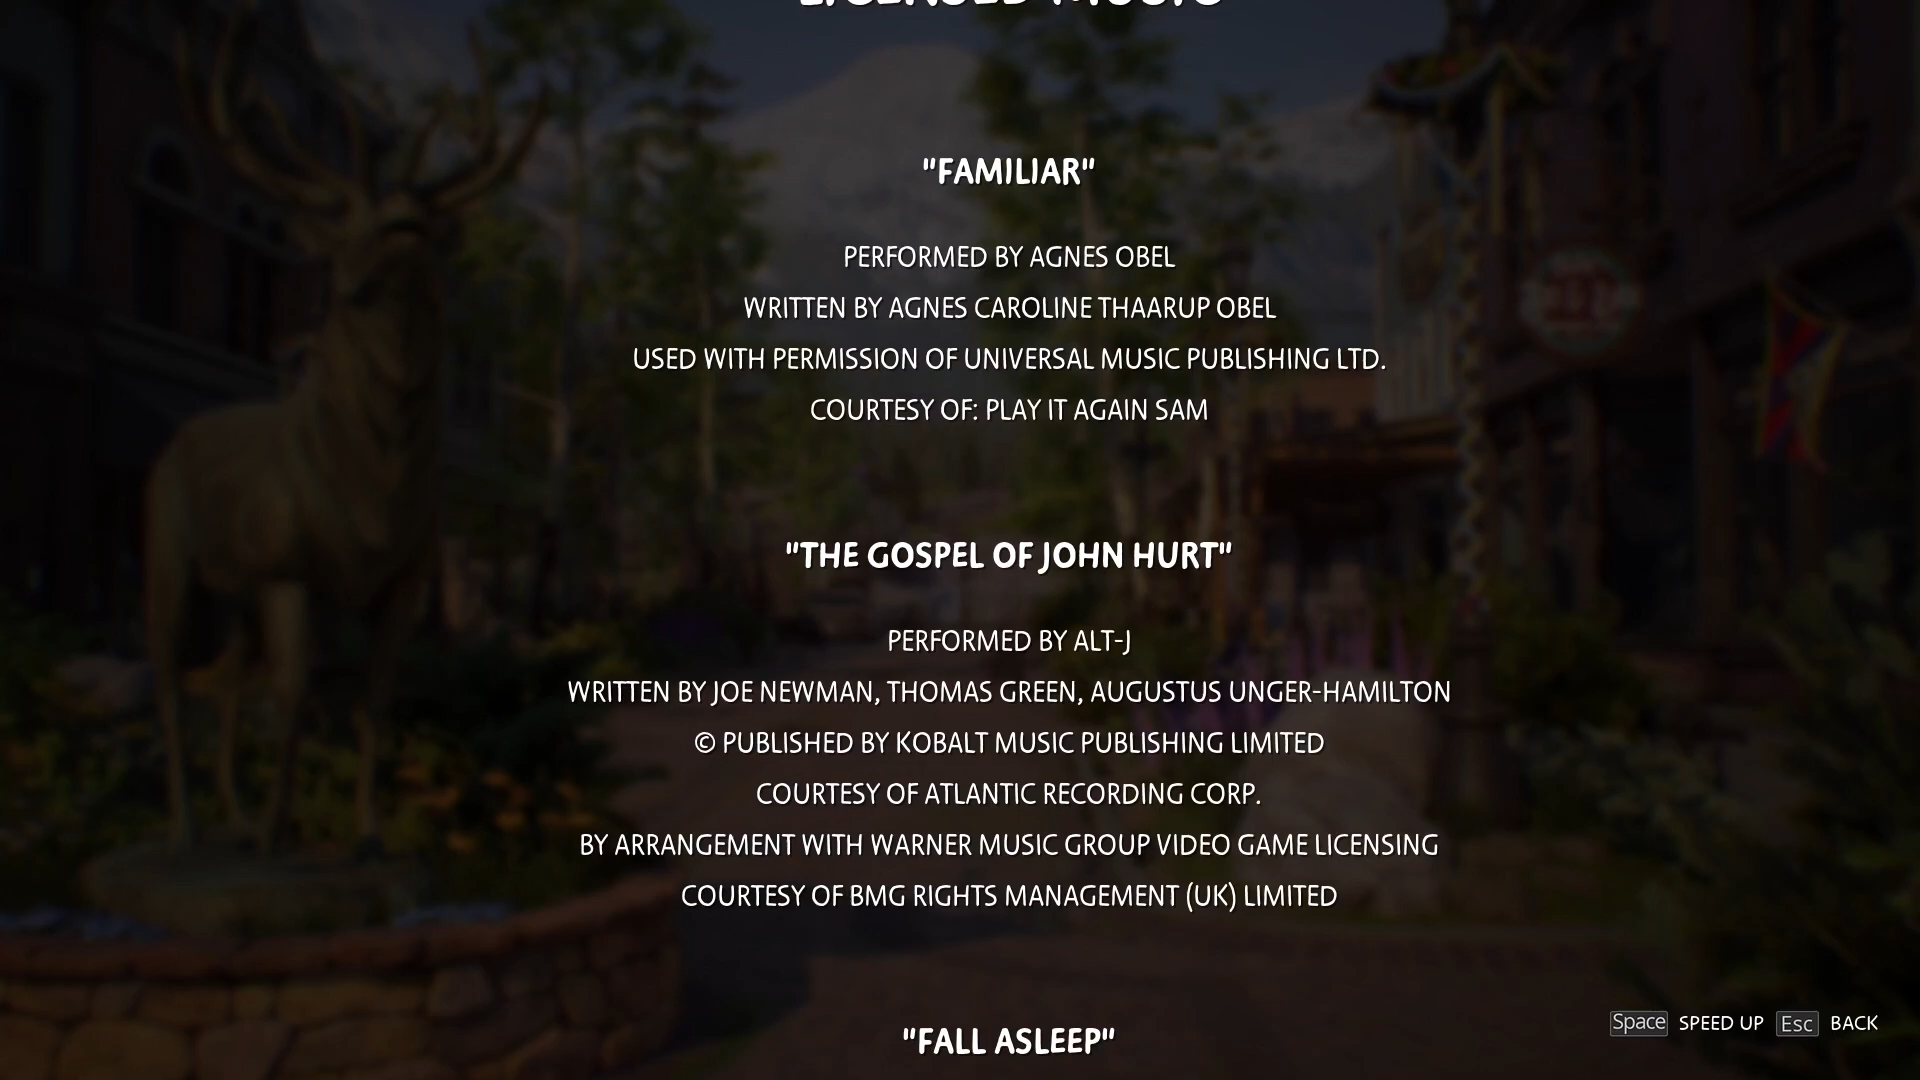 LICENSED MUSIC
"FAMILIAR"
PERFORMED BY AGNES OBEL
WRITTEN BY AGNES CAROLINE THAARUP OBEL
USED WITH PERMISSION OF UNIVERSAL MUSIC PUBLISHING LTD.
COURTESY OF: PLAY IT AGAIN SAM
"THE GOSPEL OF JOHN HURT"
PERFORMED BY ALT-J
WRITTEN BY JOE NEWMAN, THOMAS GREEN, AUGUSTUS UNGER-HAMILTON
© PUBLISHED BY KOBALT MUSIC PUBLISHING LIMITED
COURTESY OF ATLANTIC RECORDING CORP.
BY ARRANGEMENT WITH WARNER MUSIC GROUP VIDEO GAME LICENSING
COURTESY OF BMG RIGHTS MANAGEMENT (UK) LIMITED
"FALL ASLEEP"
Space SPEED UP Esc BACK